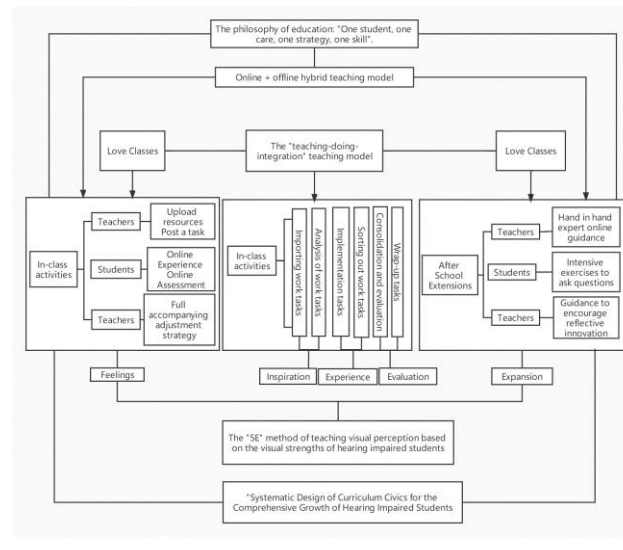 The philosophy of education: "One student, one
care, one strategy, one skill".
Online + offline hybrid teaching model
Love Classes
The "teaching-doing-
integration" teaching model
Love Classes
In-class
activities
Teachers
Upload
resources
Post a task
Students
Online
Experience
Online
Assessment
Teachers
Full
accompanying
adjustment
strategy
In-class
activities
Importing work tasks
Analysis of work tasks
Implementation tasks
Sorting out work tasks
Consolidation and evaluation
Wrap-up tasks
After
School
Extensions
Teachers
Hand in hand
expert online
guidance
Students
Intensive
exercises to
ask questions
Teachers
Guidance to
encourage
reflective
innovation
Feelings
Inspiration
Experience
Evaluation
Expansion
The "5E" method of teaching visual perception based
on the visual strengths of hearing impaired students
"Systematic Design of Curriculum Civics for the
Comprehensive Growth of Hearing Impaired Students